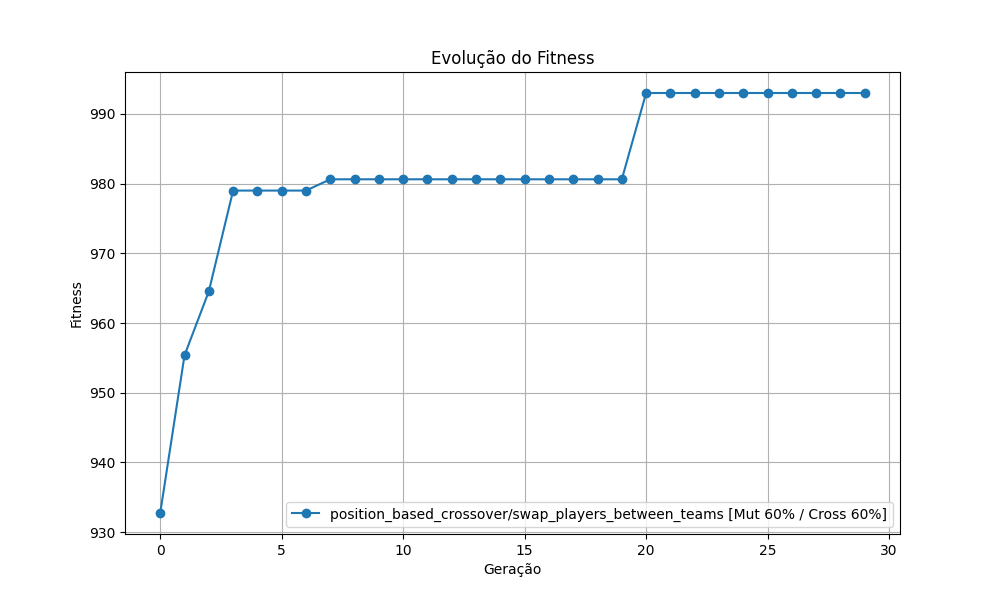 Evolução do Fitness
Fitness
990
980
970
960
950
940
930
position_based_crossover/swap_players_between_teams [Mut 60% / Cross 60%]
0 5 10 15 20 25 30
Geração